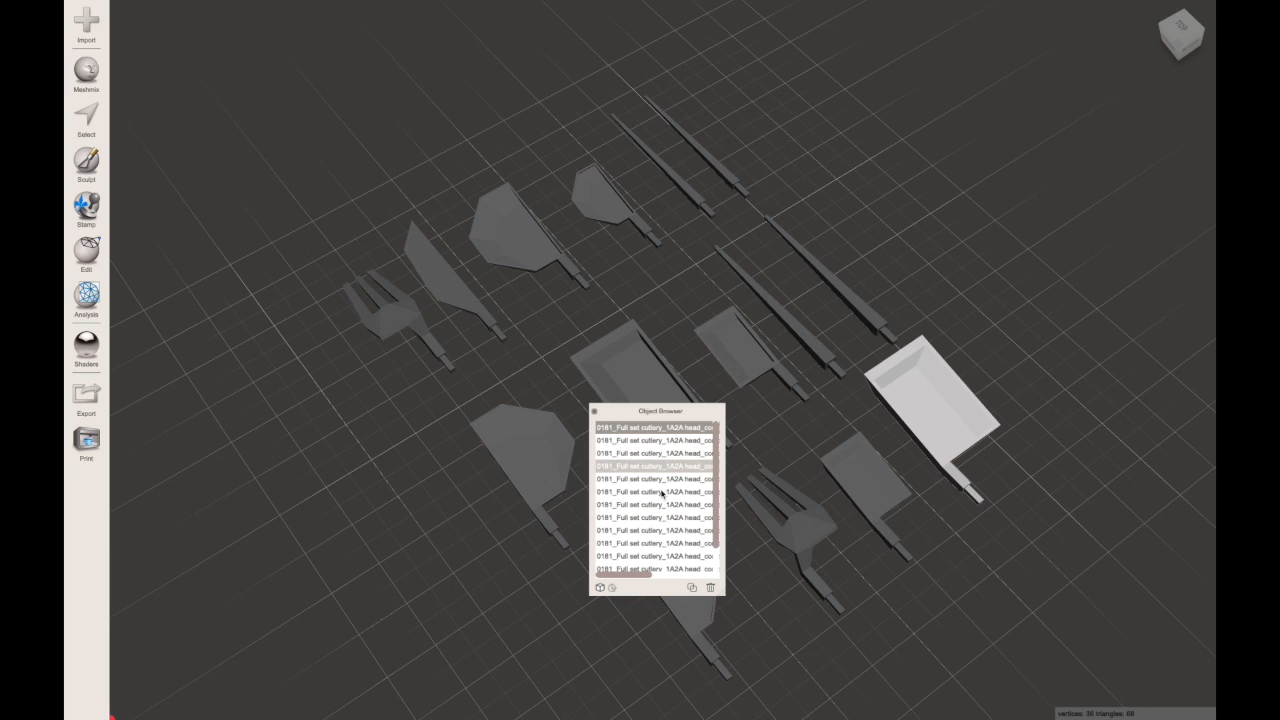 Import
TOP
Meshmix
Select
Sculpt
Stamp
Edit
Analysis
Shaders
Export
Print
Object Browser
0181_Full set cutlery_1A2A head_co
0181_Full set cutlery_1A2A head_co
0181_Full set cutlery_1A2A head_co
0181_Full set cutlery_1A2A head_co
0181_Full set cutlery_1A2A head_co
0181_Full set cutlery_1A2A head_co
0181_Full set cutlery_1A2A head_co
0181_Full set cutlery_1A2A head_co
0181_Full set cutlery_1A2A head_co
0181_Full set cutlery_1A2A head_co
0181_Full set cutlery_1A2A head_co
0181_Full set cutlery_1A2A head_co
vertices: 36 triangles: 68